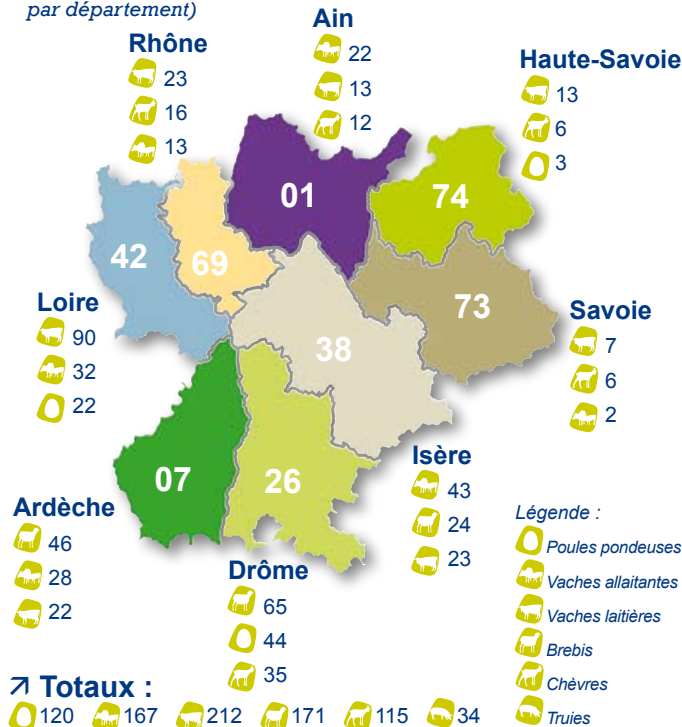 par département)
Ain
22
13
12
Rhône
23
16
13
Haute-Savoie
13
6
3
01
74
42
69
73
38
Loire
90
32
22
Savoie
7
6
2
07
26
Isère
43
24
23
Ardèche
46
28
22
Drôme
65
44
35
Légende :
Poules pondeuses
Vaches allaitantes
Vaches laitières
Brebis
Chèvres
Truies
↗ Totaux :
120 167 212 171 115 34